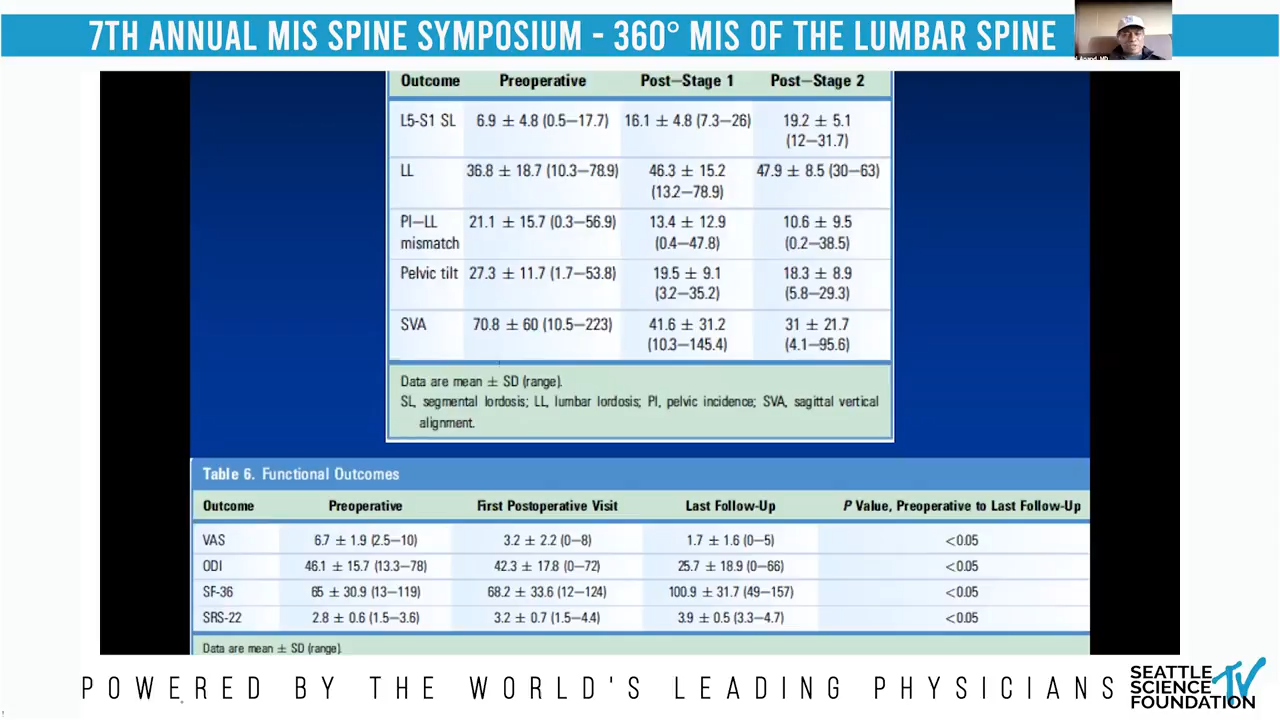 7TH ANNUAL MIS SPINE SYMPOSIUM - 360° MIS OF THE LUMBAR SPINE
Outcome Preoperative Post—Stage 1 Post—Stage 2
L5-S1 SL 6.9 ± 4.8 (0.5—17.7) 16.1 ± 4.8 (7.3—26) 19.2 ± 5.1
(12—31.7)
LL 36.8 ± 18.7 (10.3—78.9) 46.3 ± 15.2 47.9 ± 8.5 (30—63)
(13.2—78.9)
PI—LL 21.1 ± 15.7 (0.3—56.9) 13.4 ± 12.9 10.6 ± 9.5
mismatch (0.4—47.8) (0.2—38.5)
Pelvic tilt 27.3 ± 11.7 (1.7—53.8) 19.5 ± 9.1 18.3 ± 8.9
(3.2—35.2) (5.8—29.3)
SVA 70.8 ± 60 (10.5—223) 41.6 ± 31.2 31 ± 21.7
(10.3—145.4) (4.1—95.6)
Data are mean ± SD (range).
SL, segmental lordosis; LL, lumbar lordosis; PI, pelvic incidence; SVA, sagittal vertical
alignment.
Table 6. Functional Outcomes
Outcome Preoperative First Postoperative Visit Last Follow-Up P Value, Preoperative to Last Follow-Up
VAS 6.7 ± 1.9 (2.5—10) 3.2 ± 2.2 (0—8) 1.7 ± 1.6 (0—5) <0.05
ODI 46.1 ± 15.7 (13.3—78) 42.3 ± 17.8 (0—72) 25.7 ± 18.9 (0—66) <0.05
SF-36 65 ± 30.9 (13—119) 68.2 ± 33.6 (12—124) 100.9 ± 31.7 (49—157) <0.05
SRS-22 2.8 ± 0.6 (1.5—3.6) 3.2 ± 0.7 (1.5—4.4) 3.9 ± 0.5 (3.3—4.7) <0.05
Data are mean ± SD (range).
POWERED BY THE WORLD'S LEADING PHYSICIANS
SEATTLE
SCIENCE
FOUNDATION
TV